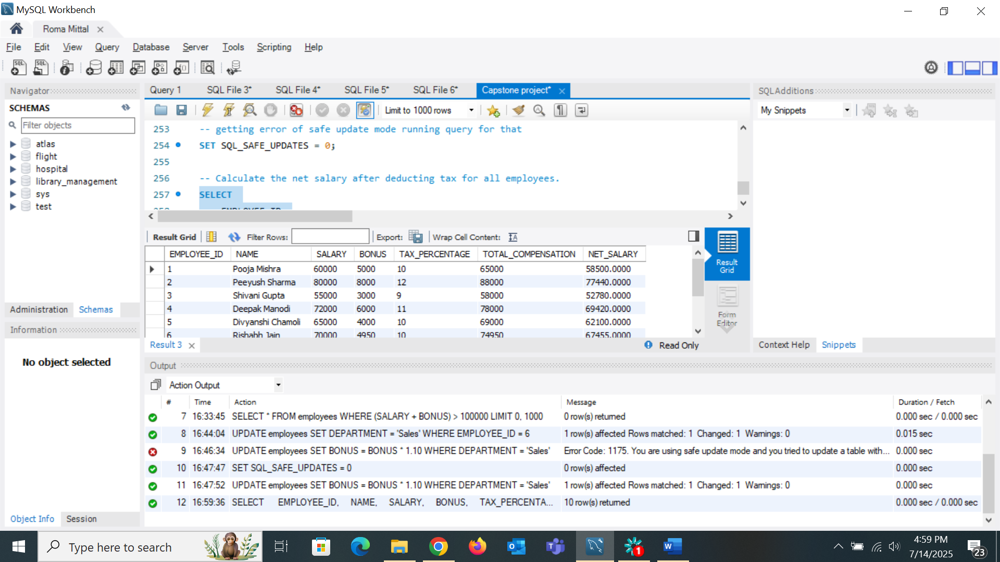 MySQL Workbench
Roma Mittal
File Edit View Query Database Server Tools Scripting Help
Navigator
SCHEMAS
Filter objects
atlas
flight
hospital
library_management
sys
test
Administration Schemas
Information
No object selected
Object Info Session
Query 1 SQL File 3* SQL File 4* SQL File 5* SQL File 6* Capstone project*
Limit to 1000 rows
253 -- getting error of safe update mode running query for that
254 SET SQL_SAFE_UPDATES = 0;
255
256 -- Calculate the net salary after deducting tax for all employees.
257 SELECT
258 EMPLOYEE_ID
Result Grid Filter Rows: Export: Wrap Cell Content:
EMPLOYEE_ID NAME SALARY BONUS TAX_PERCENTAGE TOTAL_COMPENSATION NET_SALARY
1 Pooja Mishra 60000 5000 10 65000 58500.0000
2 Peeyush Sharma 80000 8000 12 88000 77440.0000
3 Shivani Gupta 55000 3000 9 58000 52780.0000
4 Deepak Manodi 72000 6000 11 78000 69420.0000
5 Divyanshi Chamoli 65000 4000 10 69000 62100.0000
6 Rishabh Jain 70000 4950 10 74950 67455.0000
Result Grid
Form Editor
Result 3
Read Only
SQLAdditions
My Snippets
Context Help Snippets
Output
Action Output
# Time Action Message Duration / Fetch
7 16:33:45 SELECT * FROM employees WHERE (SALARY + BONUS) > 100000 LIMIT 0, 1000 0 row(s) returned 0.000 sec / 0.000 sec
8 16:44:04 UPDATE employees SET DEPARTMENT = 'Sales' WHERE EMPLOYEE_ID = 6 1 row(s) affected Rows matched: 1 Changed: 1 Warnings: 0 0.015 sec
9 16:46:34 UPDATE employees SET BONUS = BONUS * 1.10 WHERE DEPARTMENT = 'Sales' Error Code: 1175. You are using safe update mode and you tried to update a table with... 0.000 sec
10 16:47:47 SET SQL_SAFE_UPDATES = 0 0 row(s) affected 0.000 sec
11 16:47:52 UPDATE employees SET BONUS = BONUS * 1.10 WHERE DEPARTMENT = 'Sales' 1 row(s) affected Rows matched: 1 Changed: 1 Warnings: 0 0.000 sec
12 16:59:36 SELECT EMPLOYEE_ID, NAME, SALARY, BONUS, TAX_PERCENTA... 10 row(s) returned 0.000 sec / 0.000 sec
Type here to search
1
4:59 PM
7/14/2025
23